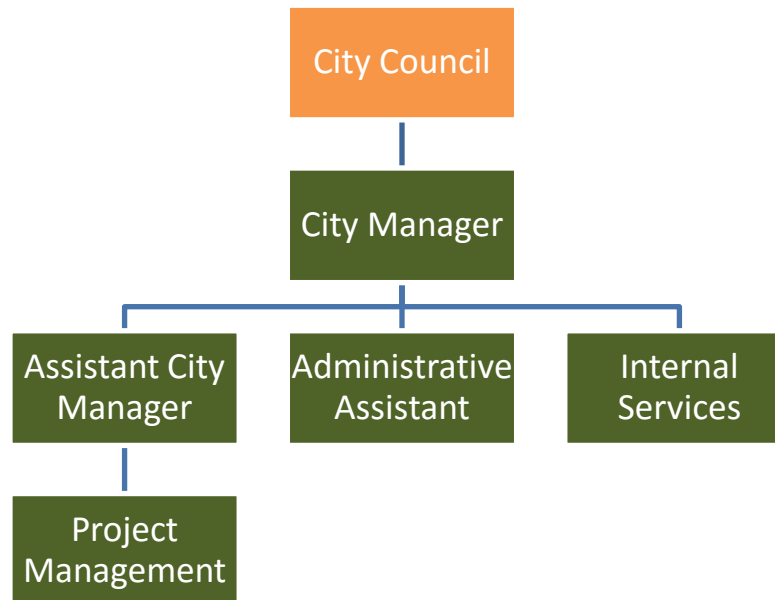 City Council
City Manager
Assistant City
Manager
Administrative
Assistant
Internal
Services
Project
Management